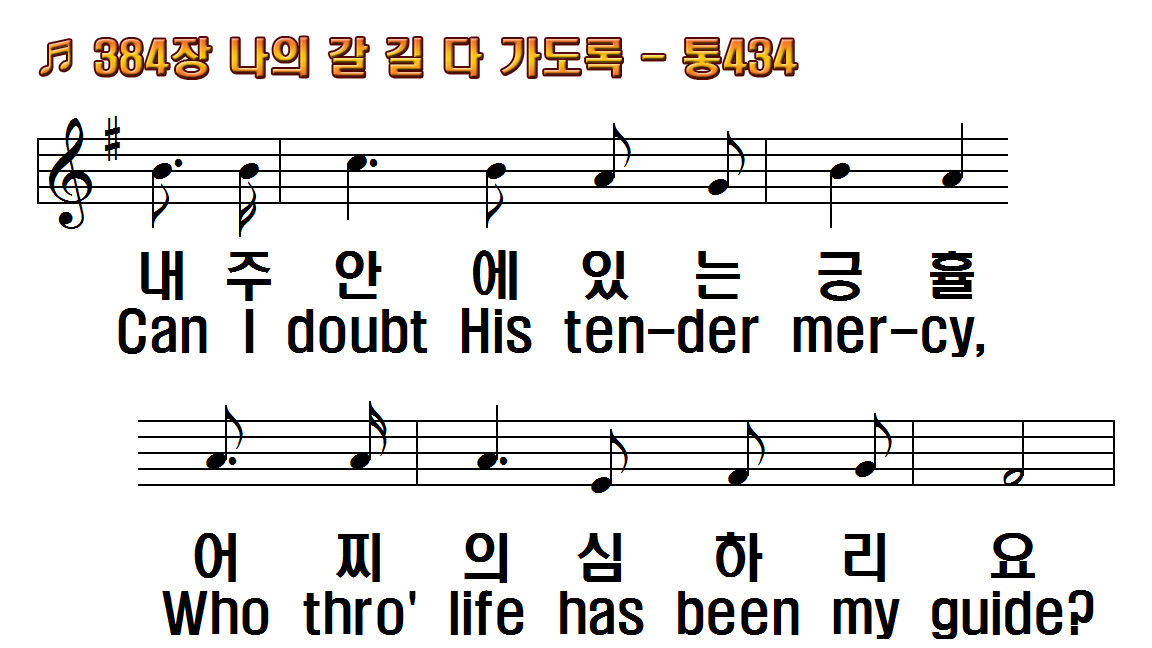 ♬ 384장 나의 갈 길 다 가도록 - 통434
내 주 안 에 있 는 긍 휼
Can I doubt His ten-der mer-cy,
어 찌 의 심 하 리 요
Who thro' life has been my guide?